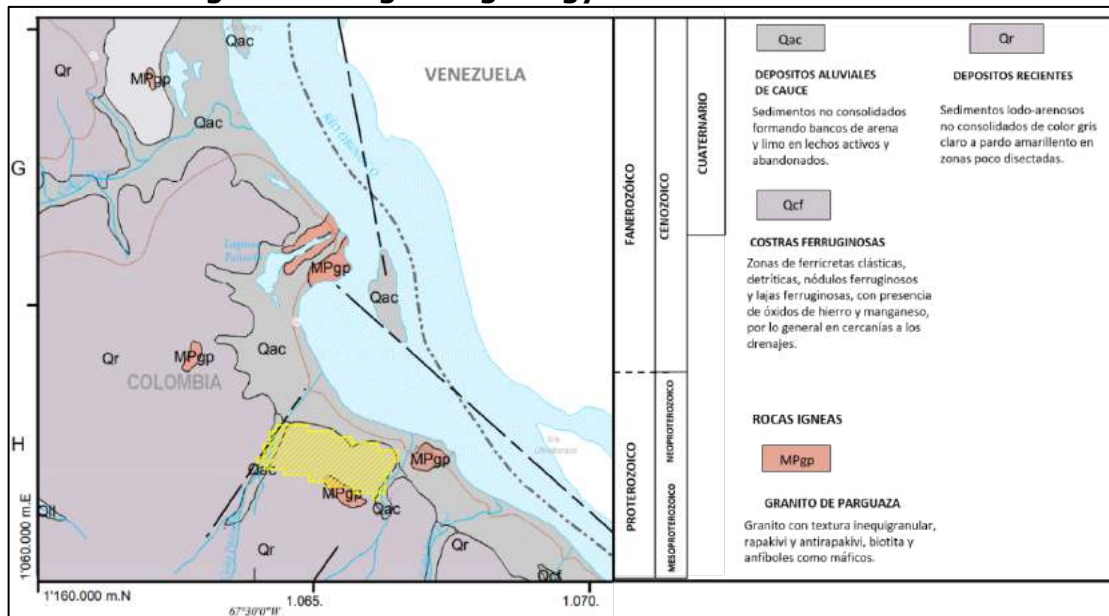 VENEZUELA
COLOMBIA
Qac
MPgp
Qr
Qac
MPgp
Qac
Qac
MPgp
Qr
Qac
MPgp
MPgp
Qac
Qr
Qr
Qcf
G
H
1'060.000 m.E
1'160.000 m.N
1.065.
1.070.
67°30'0"W
FANEROZÓICO
CENOZOICO
CUATERNARIO
PROTEROZOICO
MESOPROTEROZOICO
NEOPROTEROZOICO
Qac
DEPOSITOS ALUVIALES
DE CAUCE
Sedimentos no consolidados
formando bancos de arena
y limo en lechos activos y
abandonados.
Qr
DEPOSITOS RECIENTES
Sedimentos lodo-arenosos
no consolidados de color gris
claro a pardo amarillento en
zonas poco disectadas.
Qcf
COSTRAS FERRUGINOSAS
Zonas de ferricretas clásticas,
detríticas, nódulos ferruginosos
y lajas ferruginosas, con presencia
de óxidos de hierro y manganeso,
por lo general en cercanías a los
drenajes.
ROCAS IGNEAS
MPgp
GRANITO DE PARGUAZA
Granito con textura inequigranular,
rapakivi y antirapakivi, biotita y
anfíboles como máficos.